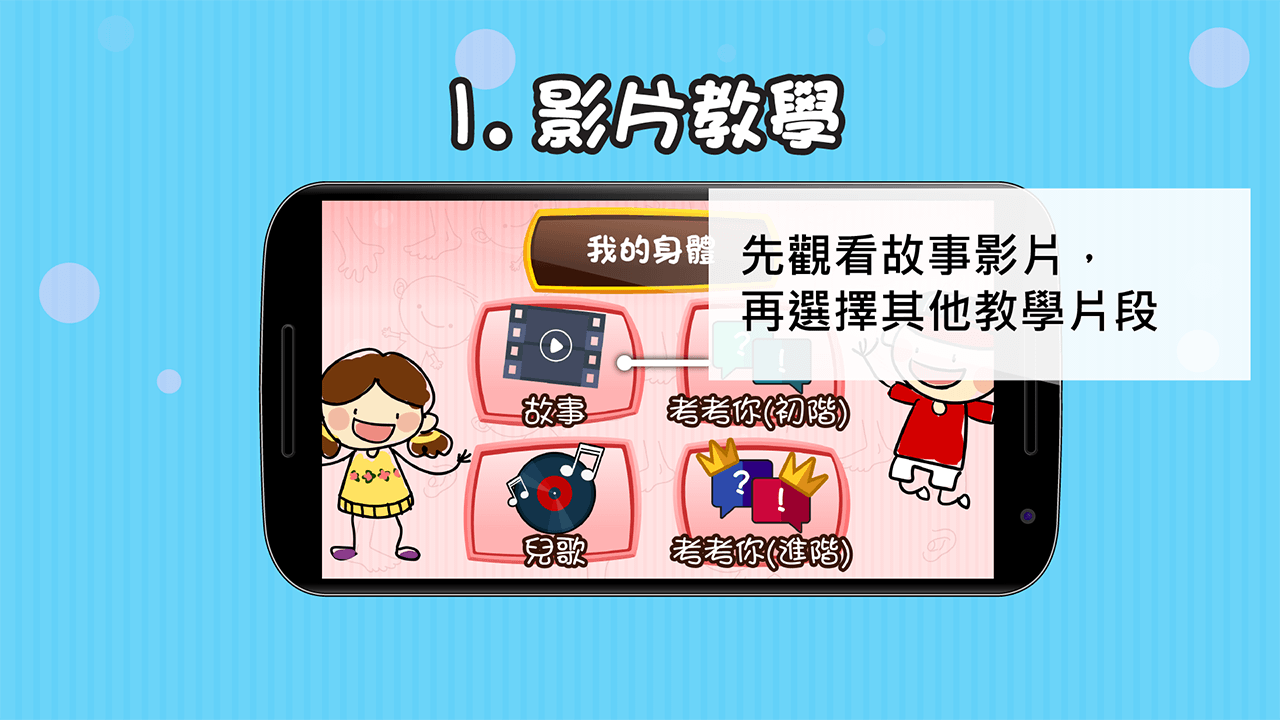 1. 影片教學
我的身體
先觀看故事影片，
再選擇其他教學片段
?
!
故事
考考你(初階)
?
!
兒歌
考考你(進階)